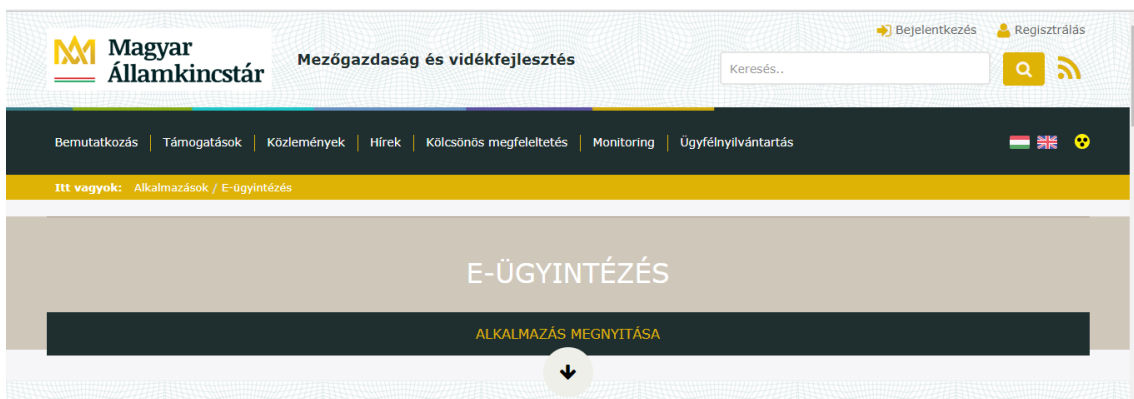 Bejelentkezés Regisztrálás
Magyar
Államkincstár
Mezőgazdaság és vidékfejlesztés
Keresés..
Bemutatkozás Támogatások Közlemények Hírek Kölcsönös megfeleltetés Monitoring Ügyfélnyilvántartás
Itt vagyok: Alkalmazások / E-ügyintézés
E-ÜGYINTÉZÉS
ALKALMAZÁS MEGNYITÁSA